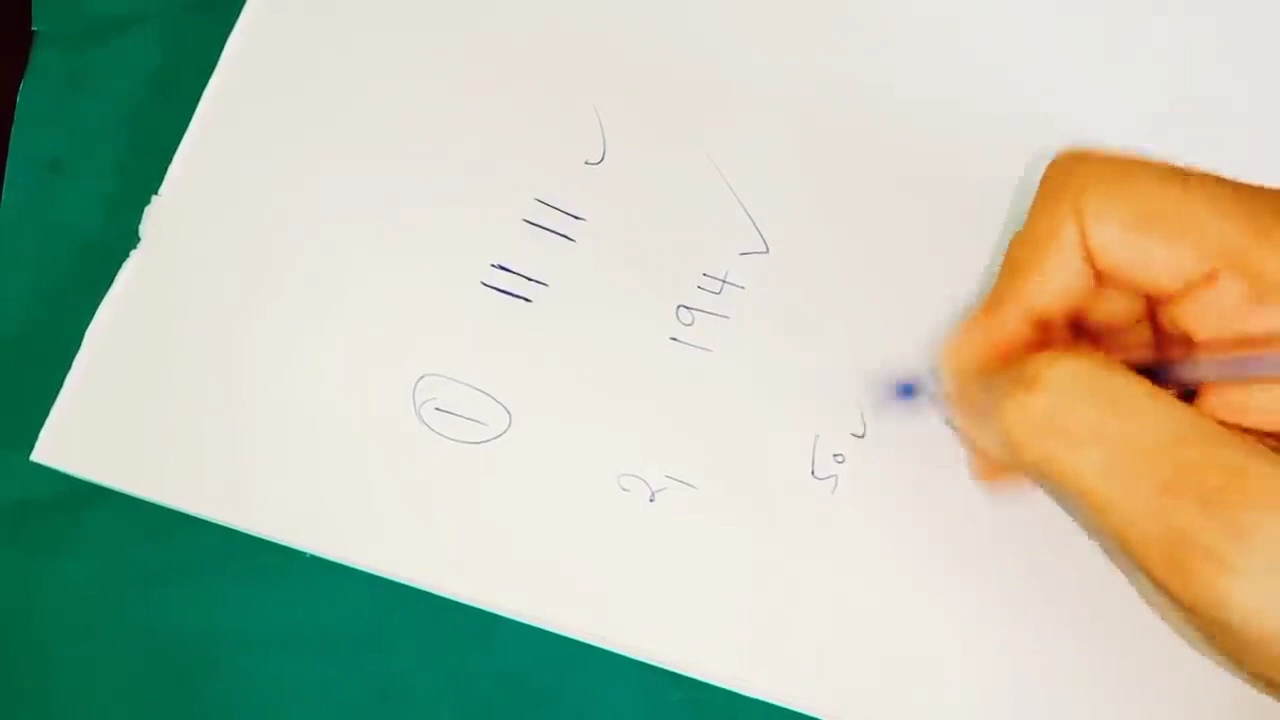 ① 11 11 ✓
2) 194 ✓
50 ✓